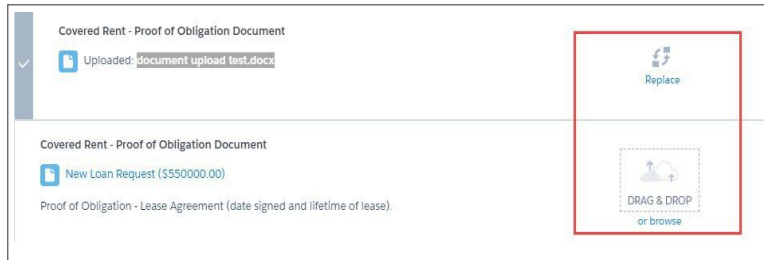 Covered Rent - Proof of Obligation Document
Uploaded: document upload test.docx
Replace
Covered Rent - Proof of Obligation Document
New Loan Request ($550000.00)
Proof of Obligation - Lease Agreement (date signed and lifetime of lease).
DRAG & DROP
or browse